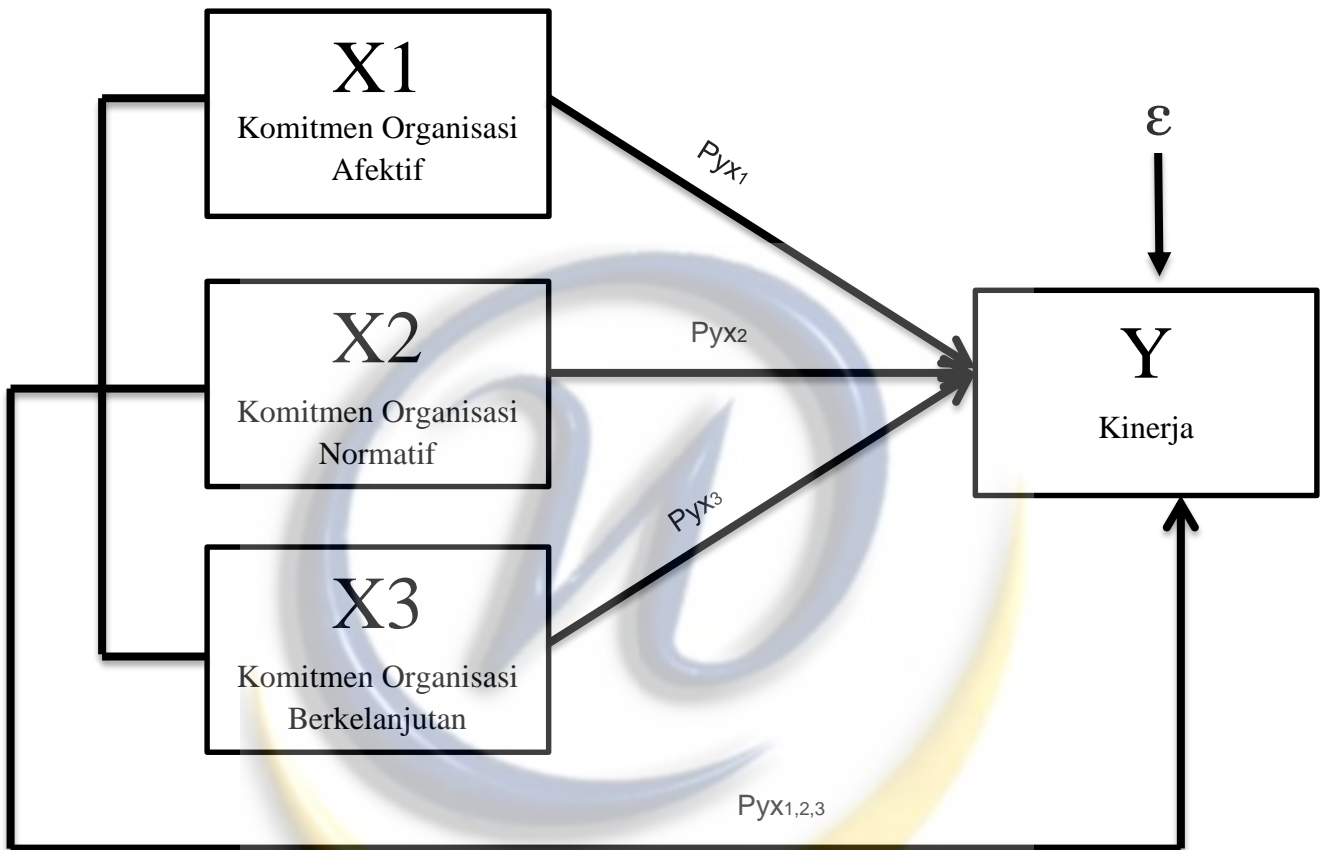 X1
Komitmen Organisasi
Afektif
Pyx1
ε
X2
Komitmen Organisasi
Normatif
Pyx2
Y
Kinerja
Pyx3
X3
Komitmen Organisasi
Berkelanjutan
Pyx1,2,3